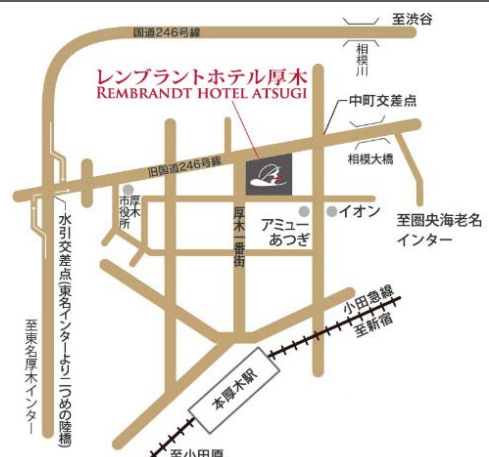 国道246号線
至渋谷
相模川
レンブラントホテル厚木
REMBRANDT HOTEL ATSUGI
中町交差点
旧国道246号線
相模大橋
厚木
市役所
厚木一番街
アミュー
あつぎ
イオン
至圏央海老名
インター
水引交差点(東名インターより二つめの陸橋)
至東名厚木インター
小田急線
至新宿
本厚木駅
至小田原